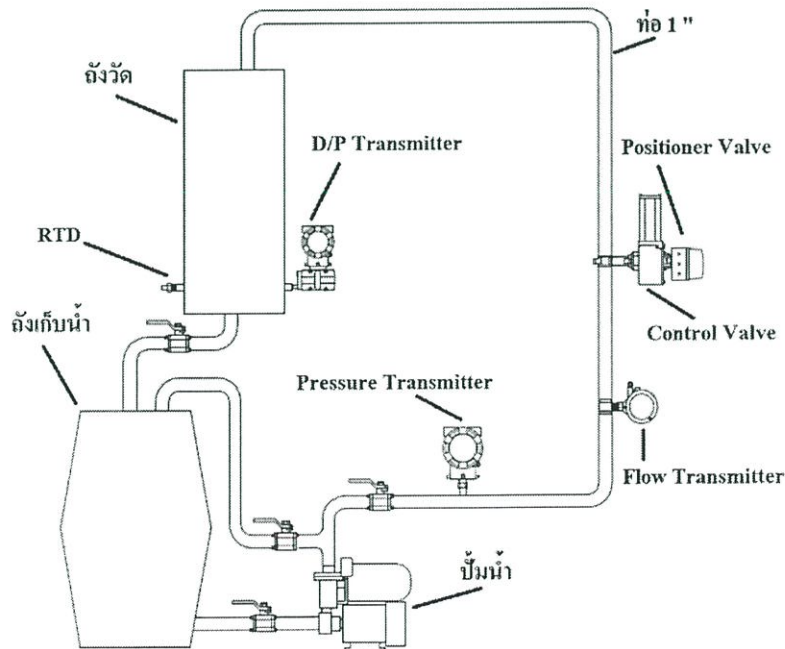 ท่อ 1 "
ถังวัด
D/P Transmitter
Positioner Valve
RTD
ถังเก็บน้ำ
Control Valve
Pressure Transmitter
Flow Transmitter
ปั้มน้ำ